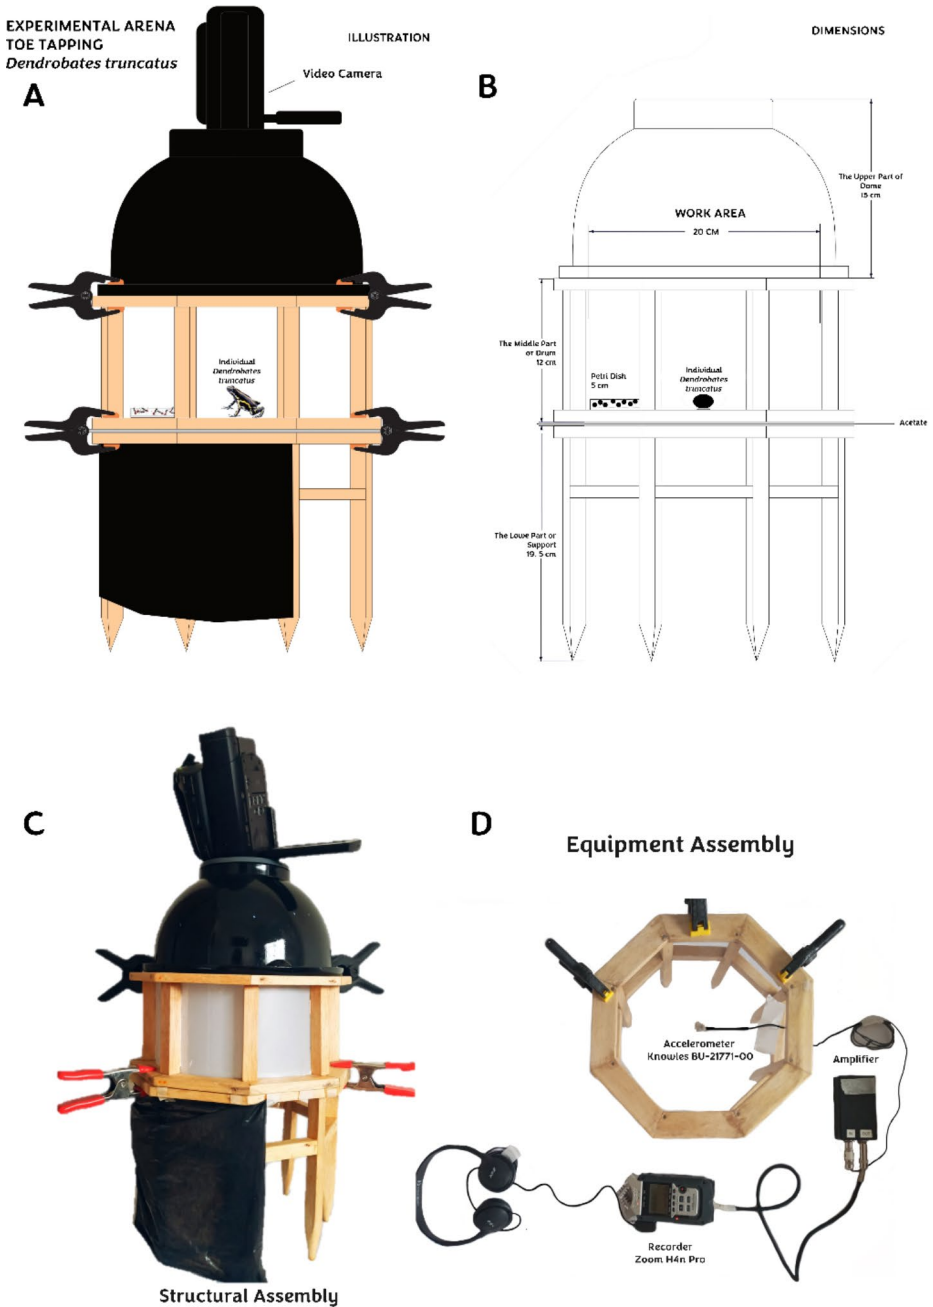 EXPERIMENTAL ARENA
TOE TAPPING
Dendrobates truncatus
ILLUSTRATION
Video Camera
A
Individual
Dendrobates
truncatus
DIMENSIONS
B
The Upper Part of
Dome
15 cm
WORK AREA
20 CM
The Middle Part
or Drum
12 cm
Petri Dish
5 cm
Individual
Dendrobates
truncatus
Acetate
The Lowe Part or
Support
19. 5 cm
C
Structural Assembly
D
Equipment Assembly
Accelerometer
Knowles BU-21771-00
Amplifier
Recorder
Zoom H4n Pro